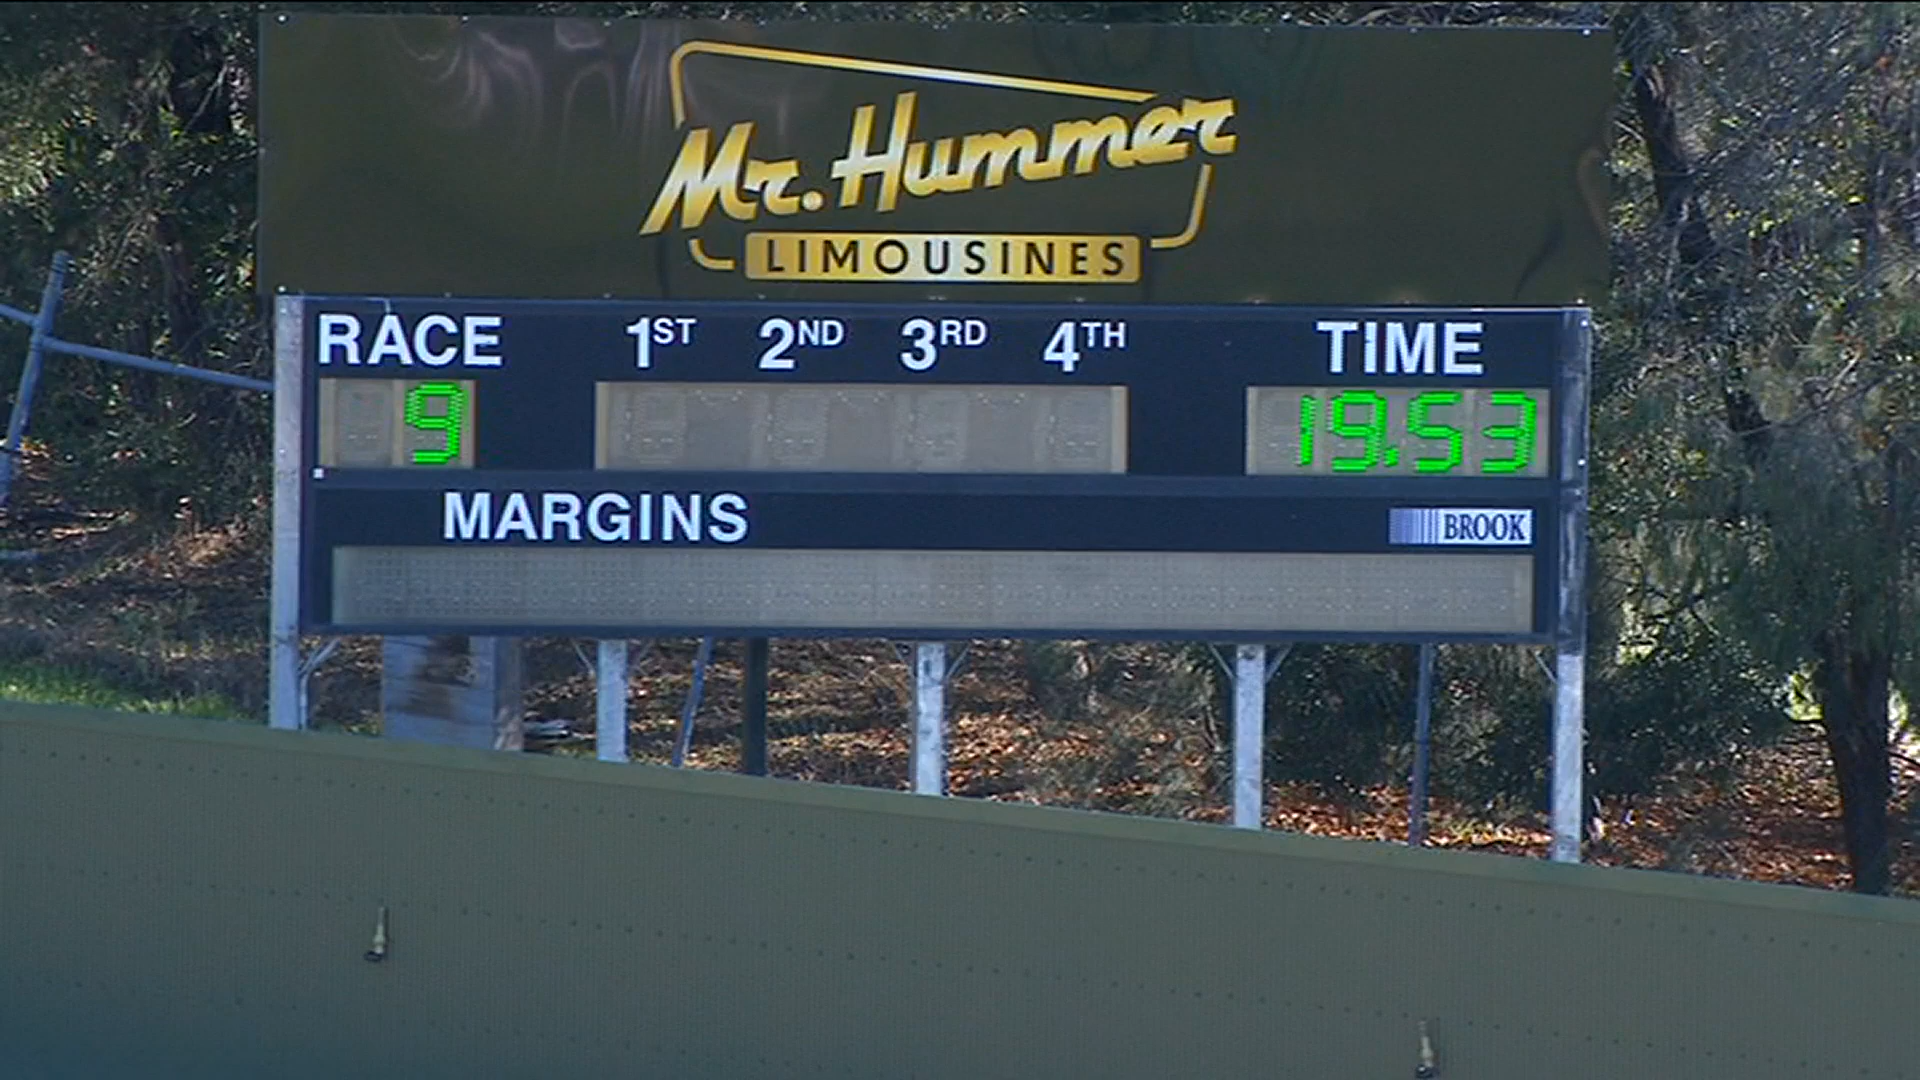 Mr. Hummer
LIMOUSINES
RACE 1ST 2ND 3RD 4TH TIME
9 19.53
MARGINS BROOK